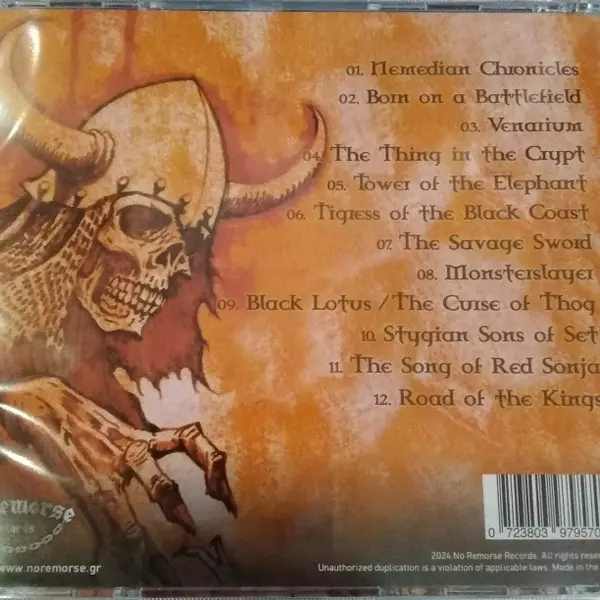 01. Nemedian Chronicles
02. Born on a Battlefield
03. Venarium
04. The Thing in the Crypt
05. Tower of the Elephant
06. Tigress of the Black Coast
07. The Savage Sword
08. Monsterslayer
09. Black Lotus / The Curse of Thog
10. Stygian Sons of Set
11. The Song of Red Sonja
12. Road of the Kings
0 723803 97957
www.noremorse.gr
2024 No Remorse Records. All rights
Unauthorized duplication is a violation of applicable laws. Made in the